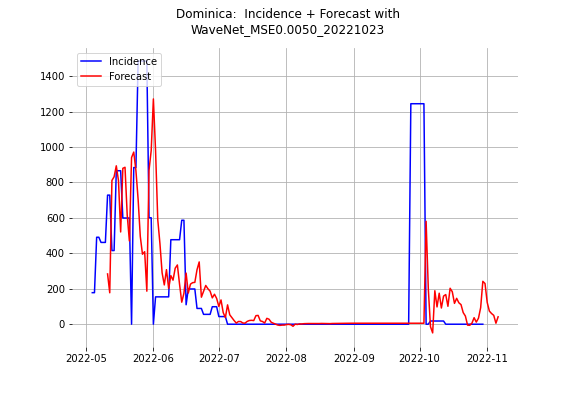 Dominica:  Incidence + Forecast with
WaveNet_MSE0.0050_20221023
Incidence
Forecast
1400
1200
1000
800
600
400
200
0
2022-05 2022-06 2022-07 2022-08 2022-09 2022-10 2022-11